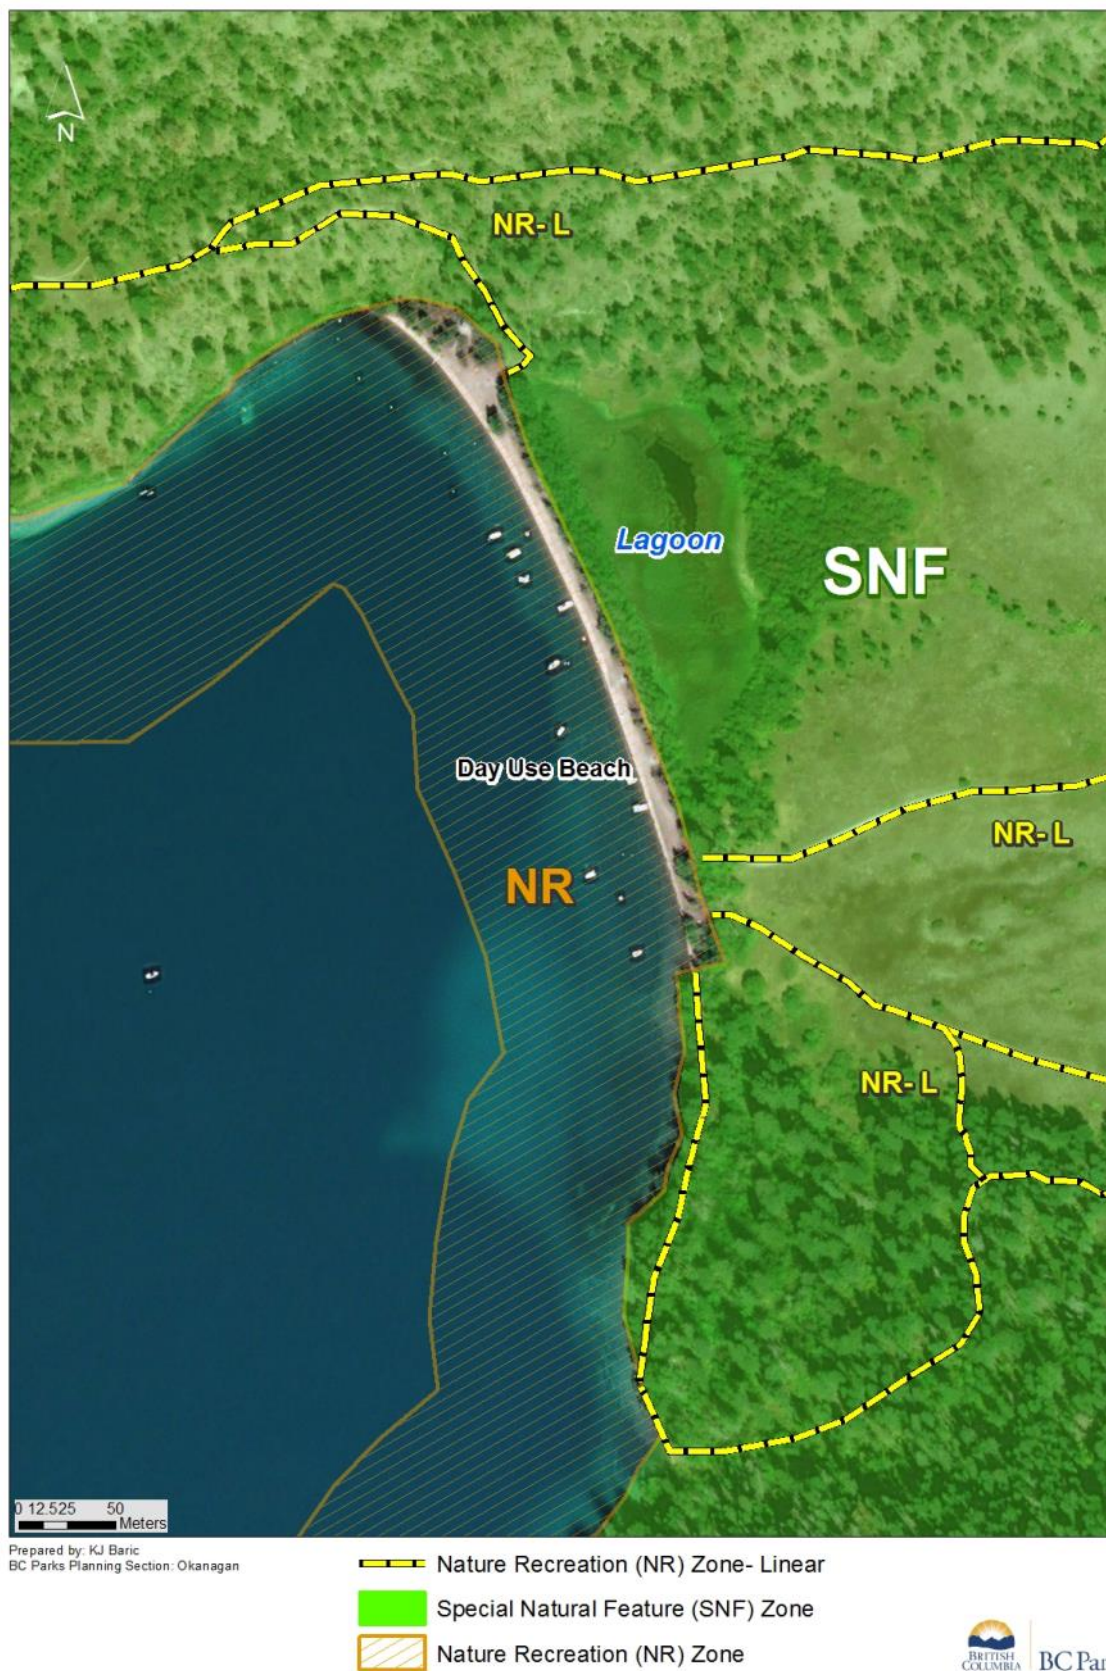 N
NR- L
Lagoon
SNF
Day Use Beach
NR- L
NR
NR- L
0 12.525 50
Meters
Prepared by: KJ Baric
BC Parks Planning Section: Okanagan
Nature Recreation (NR) Zone- Linear
Special Natural Feature (SNF) Zone
Nature Recreation (NR) Zone
BRITISH
COLUMBIA
BC Par